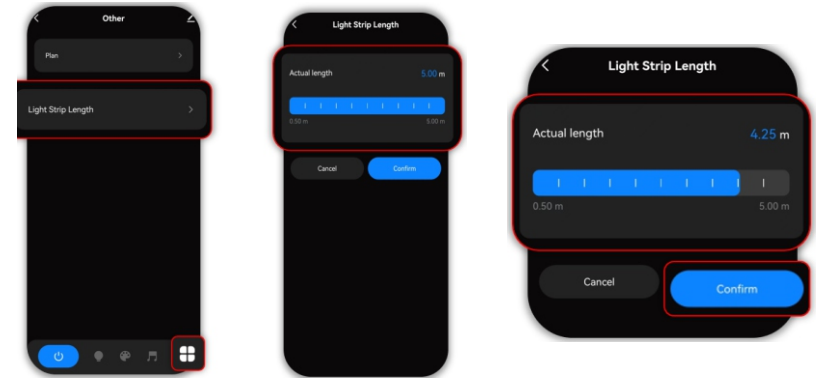 Other
Plan
Light Strip Length
Light Strip Length
Actual length 5.00 m
0.50 m 5.00 m
Cancel Confirm
Light Strip Length
Actual length 4.25 m
0.50 m 5.00 m
Cancel Confirm